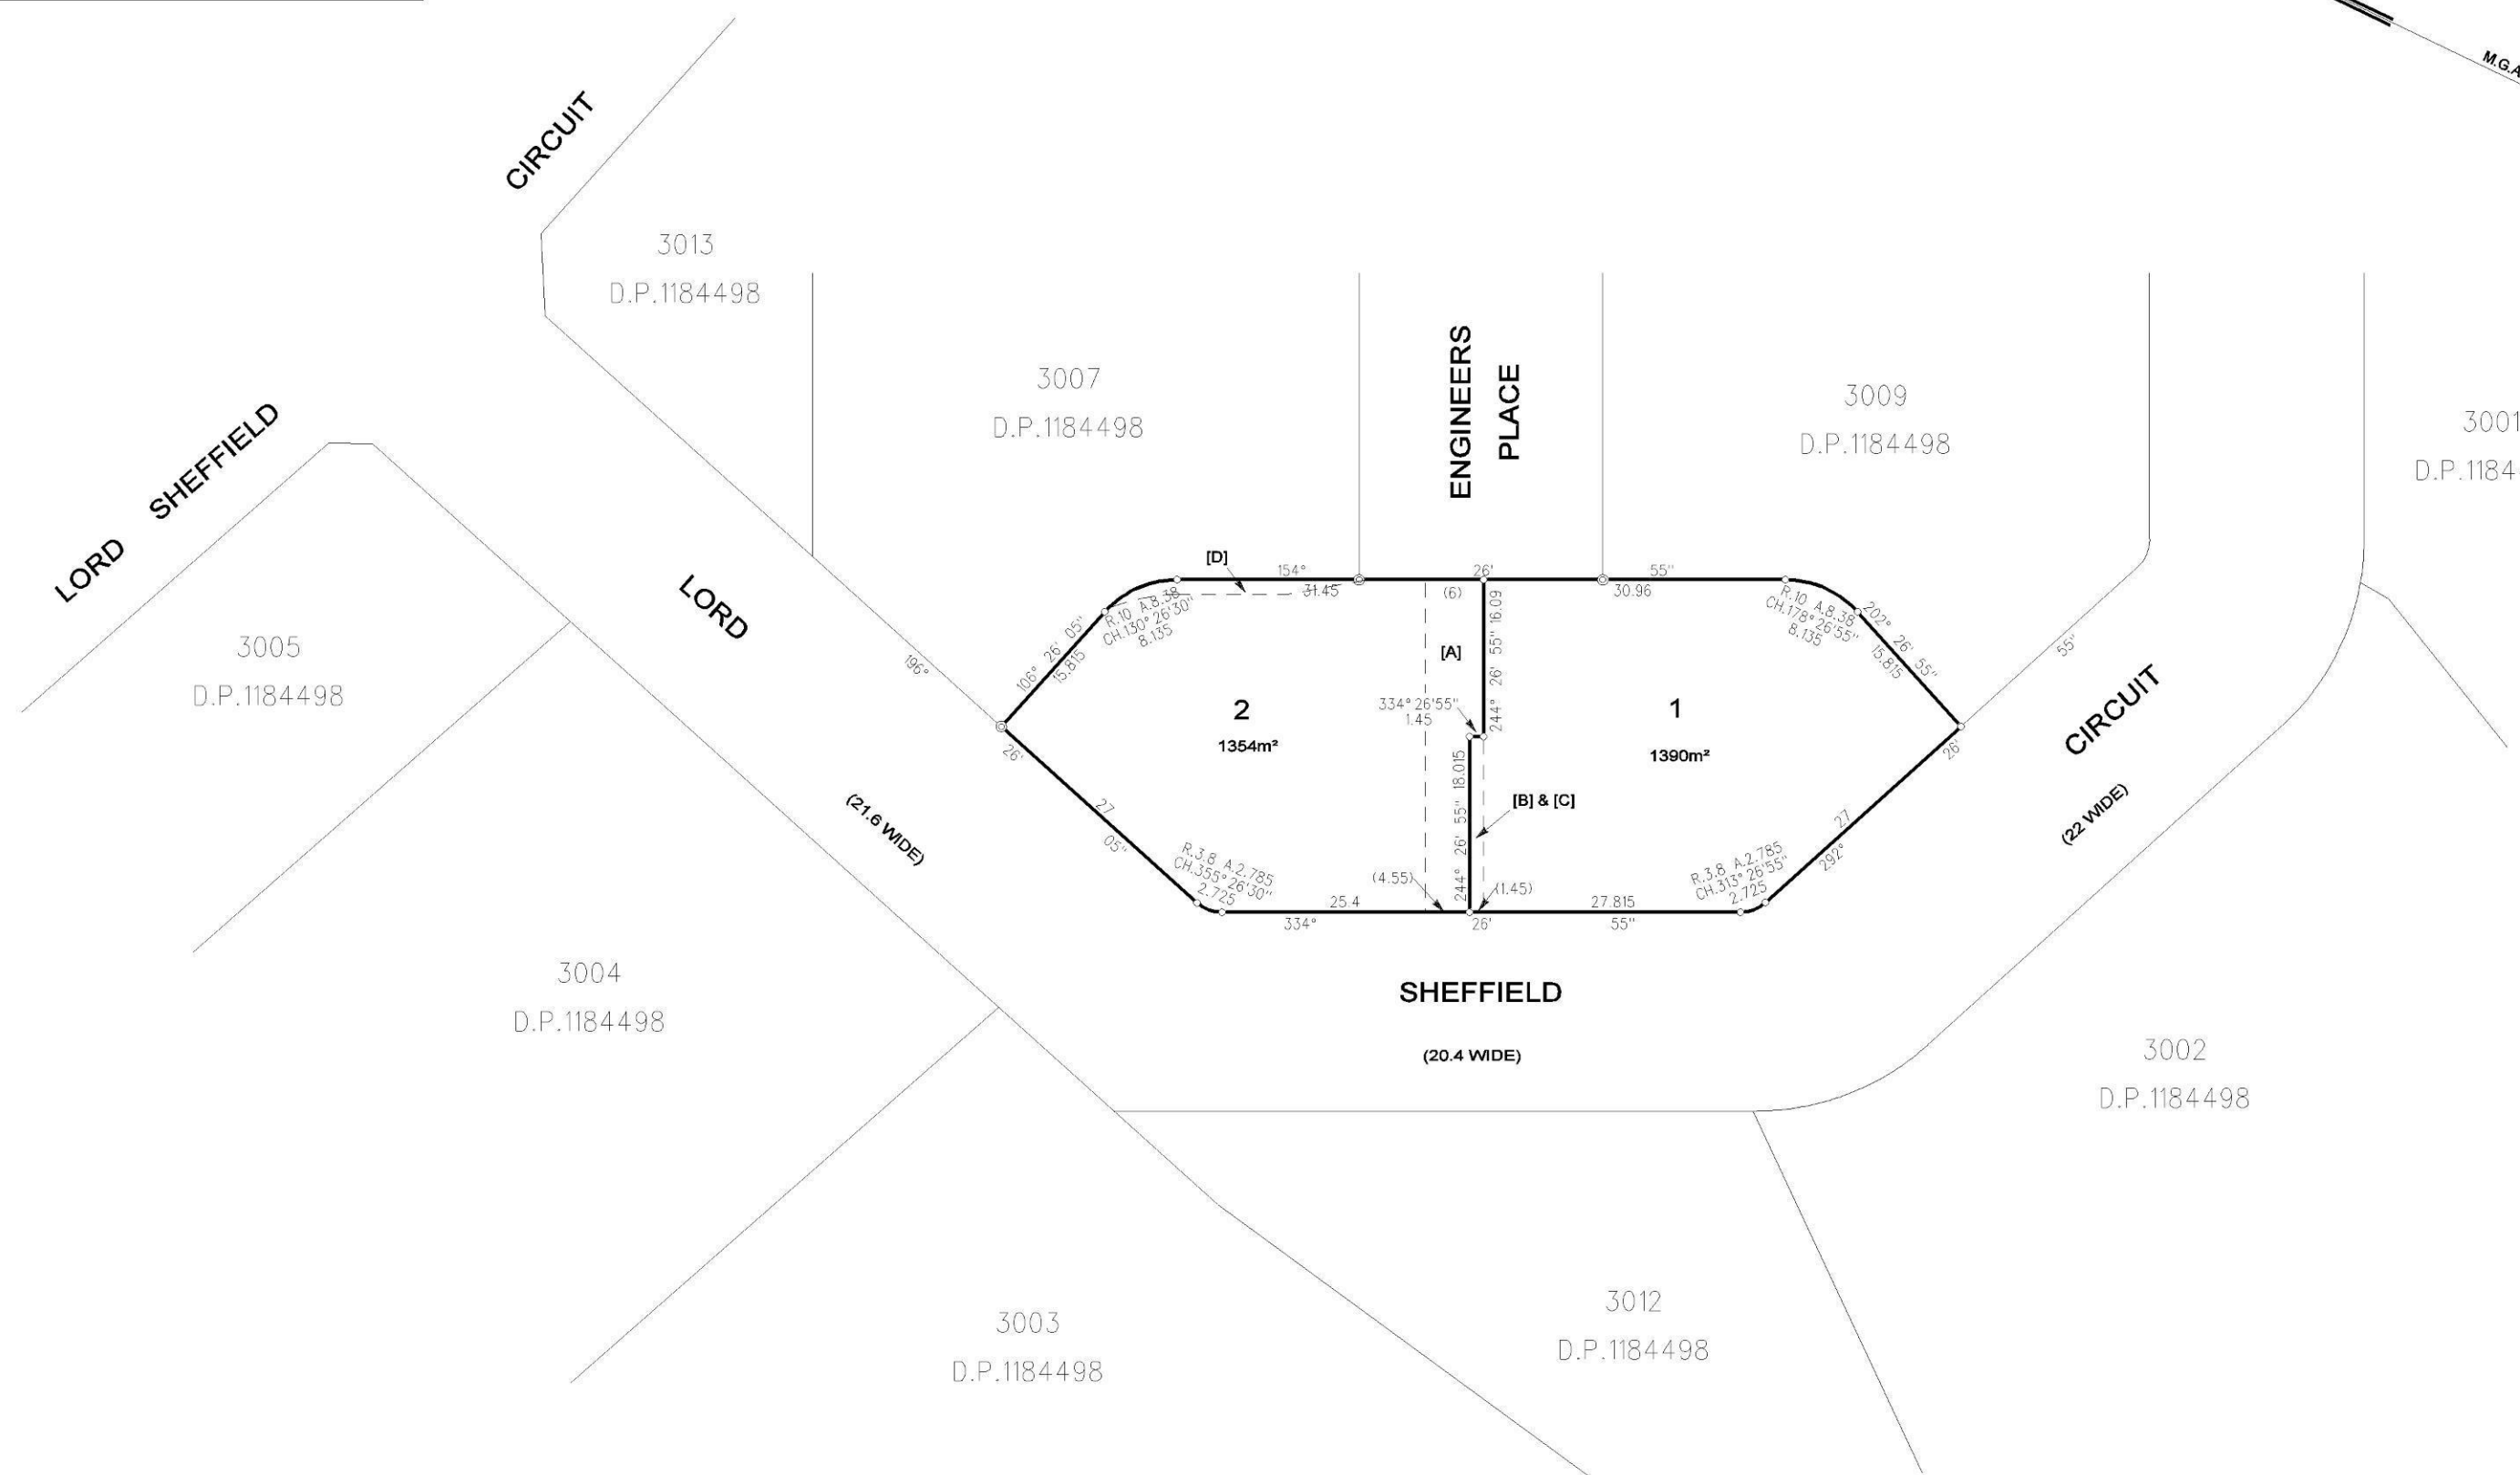 M.G.A
CIRCUIT
3013
D.P.1184498
LORD SHEFFIELD
3007
D.P.1184498
ENGINEERS
PLACE
3009
D.P.1184498
3001
D.P.1184
3005
D.P.1184498
LORD
196°
26'
27
05"
(21.6 WIDE)
[D]
154°
26'
55"
31.45
(6)
30.96
R.10 A.8.38
CH.130° 26'30"
8.135
106° 26' 05"
15.815
[A]
244° 26' 55" 16.09
334° 26'55"
1.45
R.10 A.8.38
CH.178° 26'55"
8.135
202° 26' 55"
15.815
2
1354m²
1
1390m²
244° 26' 55" 18.015
[B] & [C]
(4.55)
(1.45)
R.3.8 A.2.785
CH.355° 26'30"
2.725
R.3.8 A.2.785
CH.313° 26'55"
2.725
25.4
27.815
334°
26'
55"
292°
27
26'
55"
CIRCUIT
(22 WIDE)
SHEFFIELD
(20.4 WIDE)
3004
D.P.1184498
3002
D.P.1184498
3003
D.P.1184498
3012
D.P.1184498